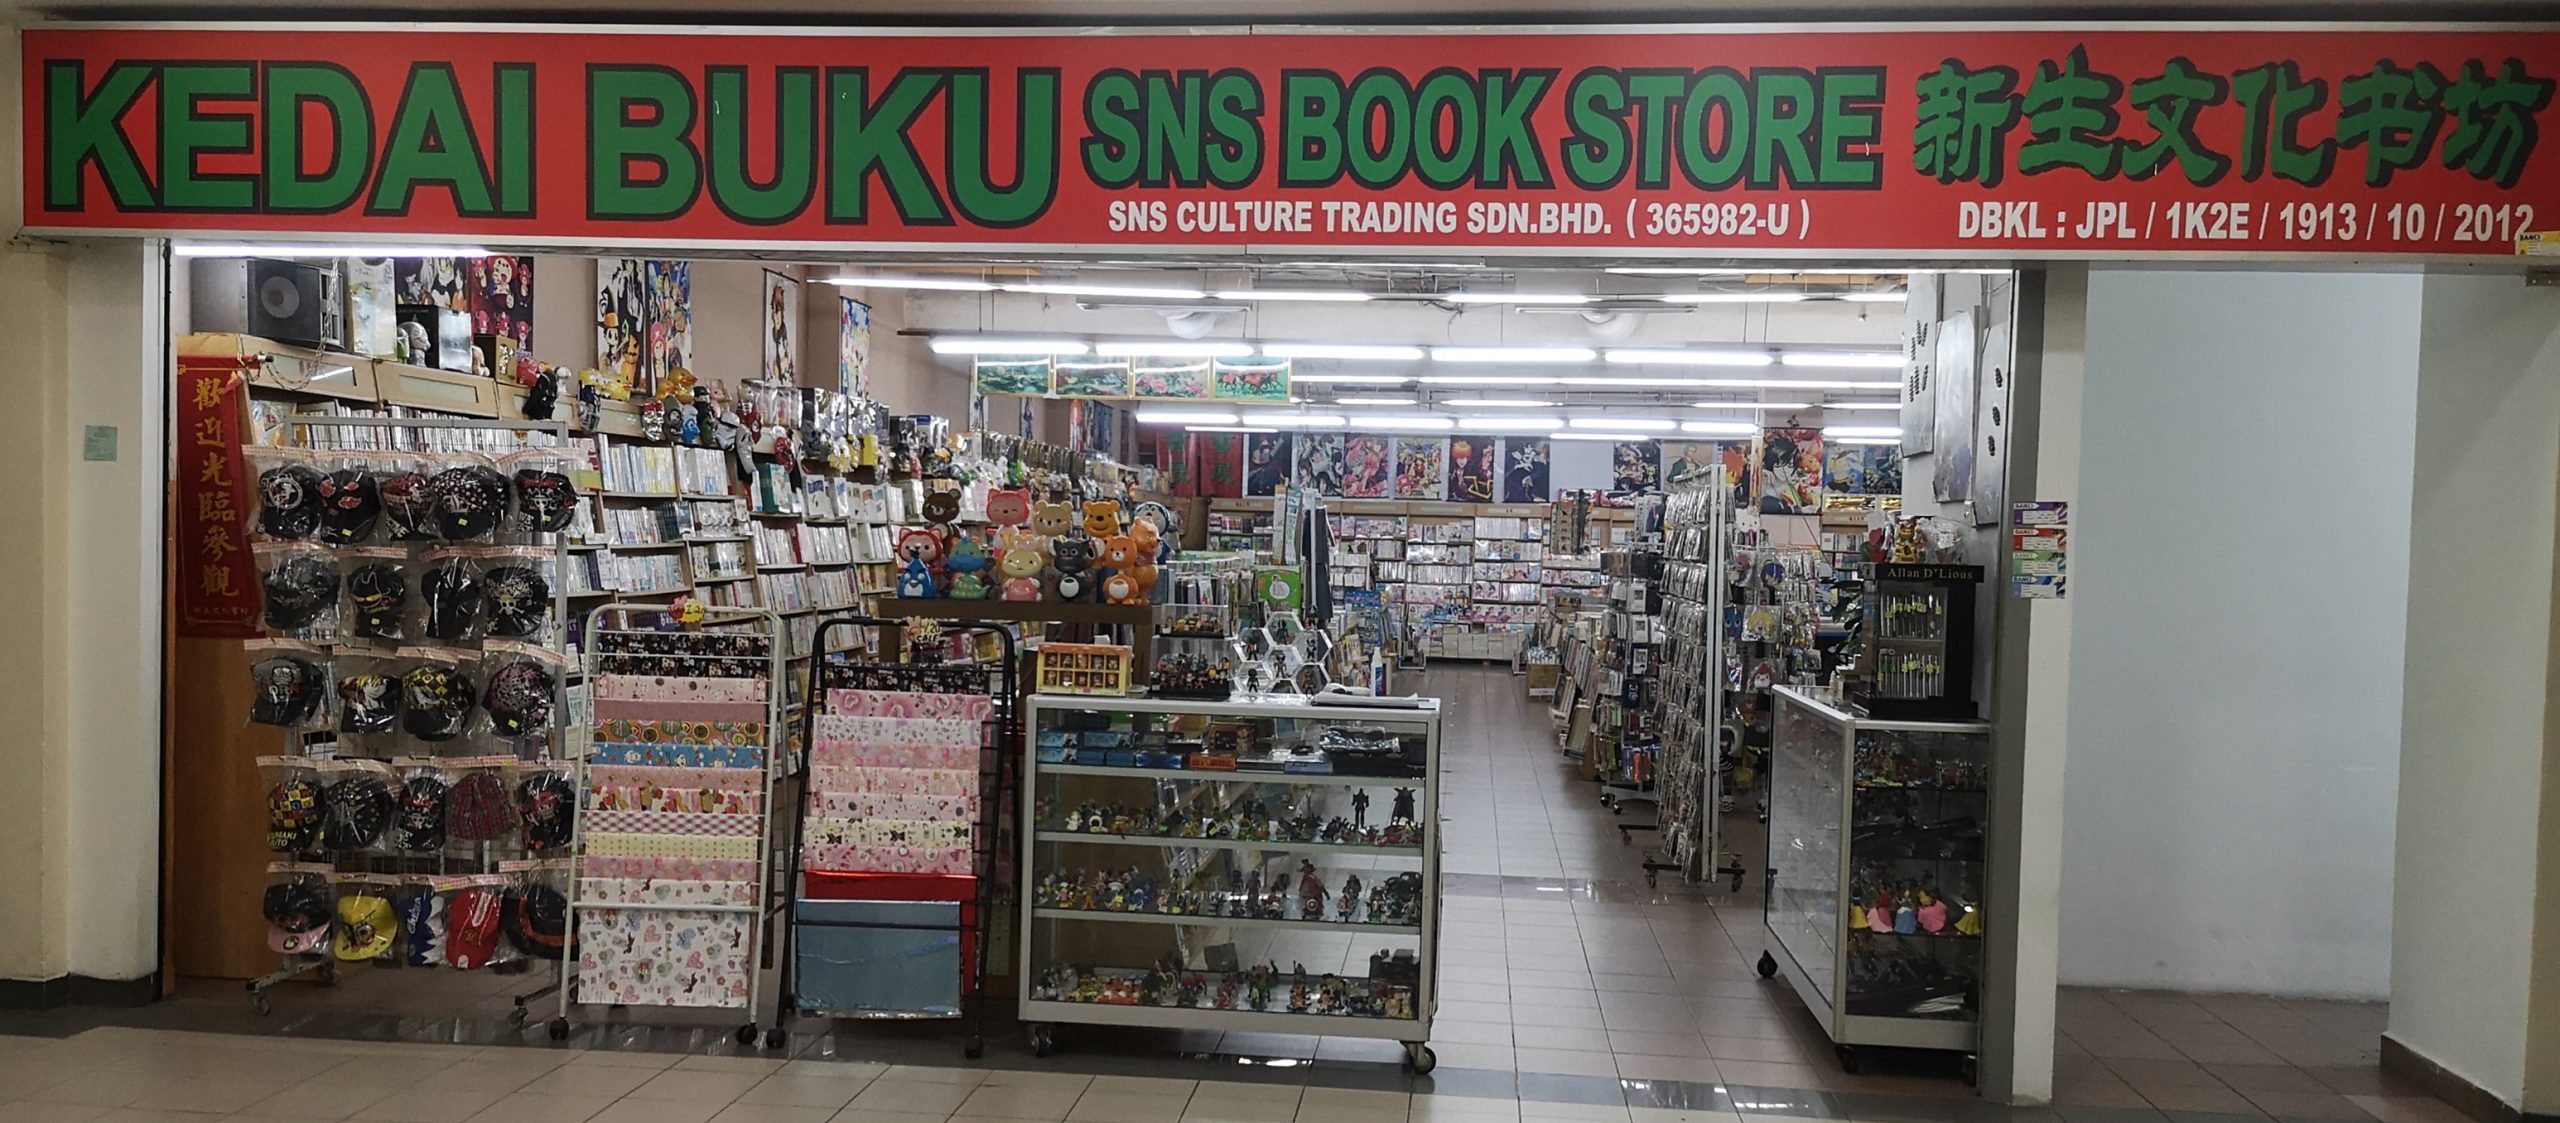 KEDAI BUKU SNS BOOK STORE 新生文化书坊
SNS CULTURE TRADING SDN.BHD. ( 365982-U )
DBKL : JPL / 1K2E / 1913 / 10 / 2012
歡迎光臨參觀
Allan D'Lious